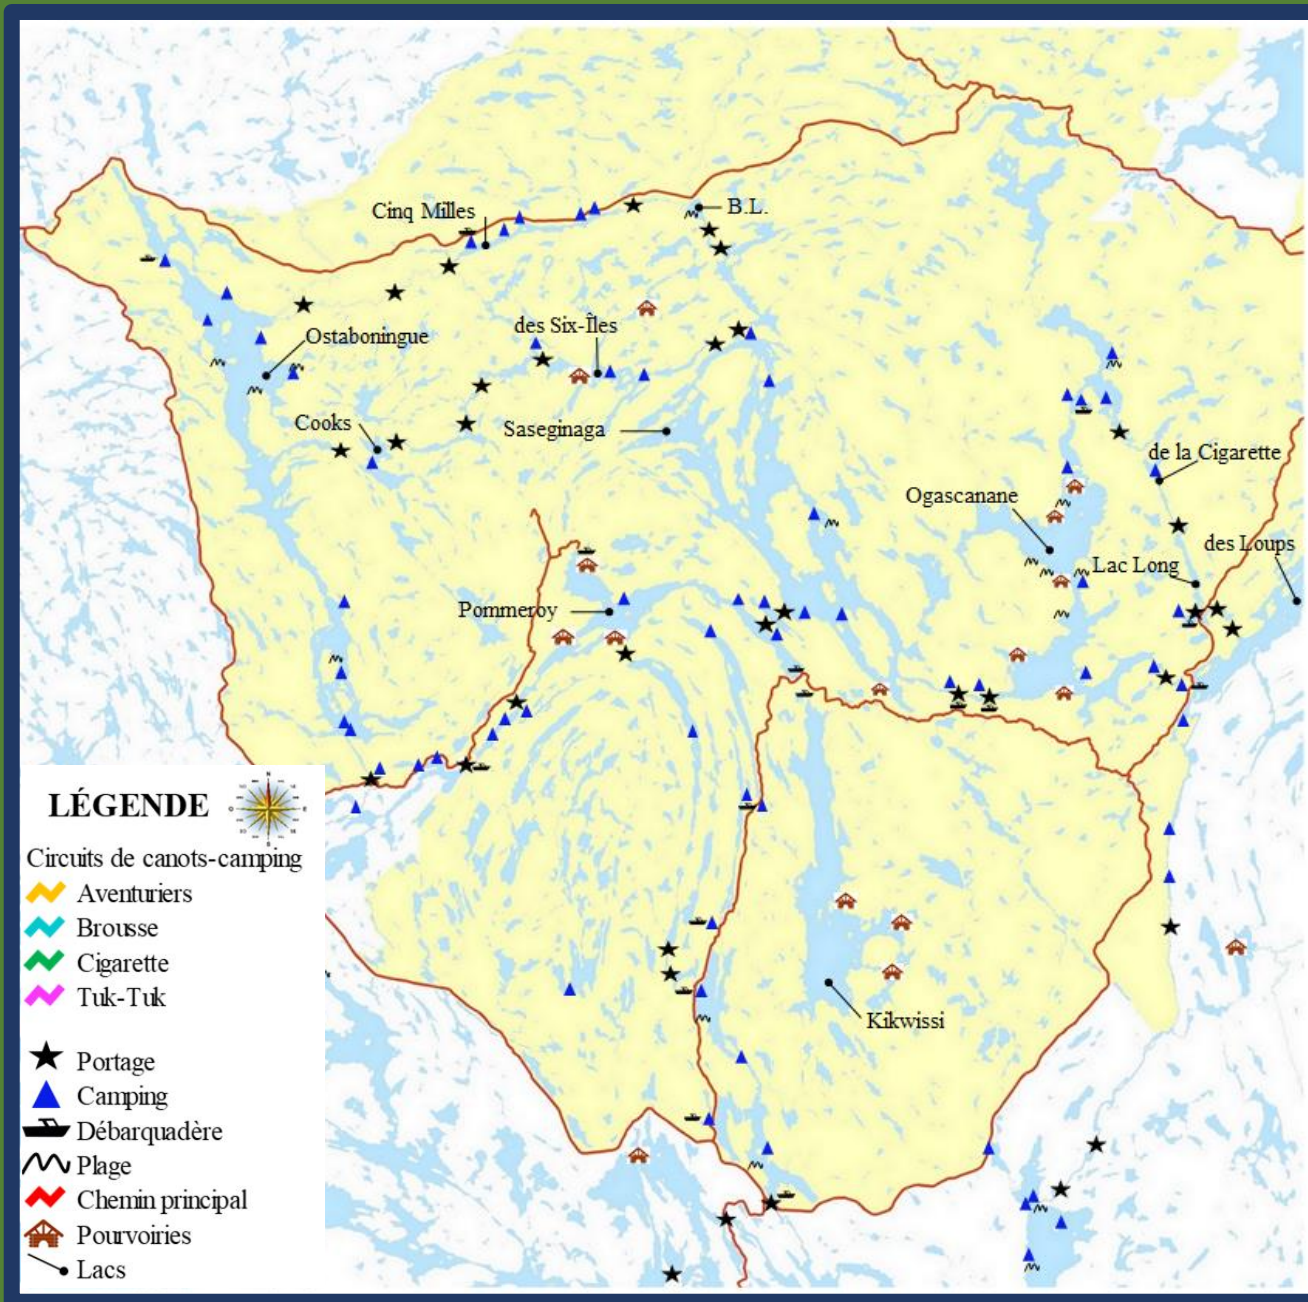 Cinq Milles
B.L.
des Six-Îles
Ostaboningue
Cooks
Saseginaga
de la Cigarette
Ogascanane
des Loups
Lac Long
Pommeroy
Kikwissi
LÉGENDE
N
S
E
O
Circuits de canots-camping
Aventuriers
Brousse
Cigarette
Tuk-Tuk
Portage
Camping
Débarquadère
Plage
Chemin principal
Pourvoiries
Lacs